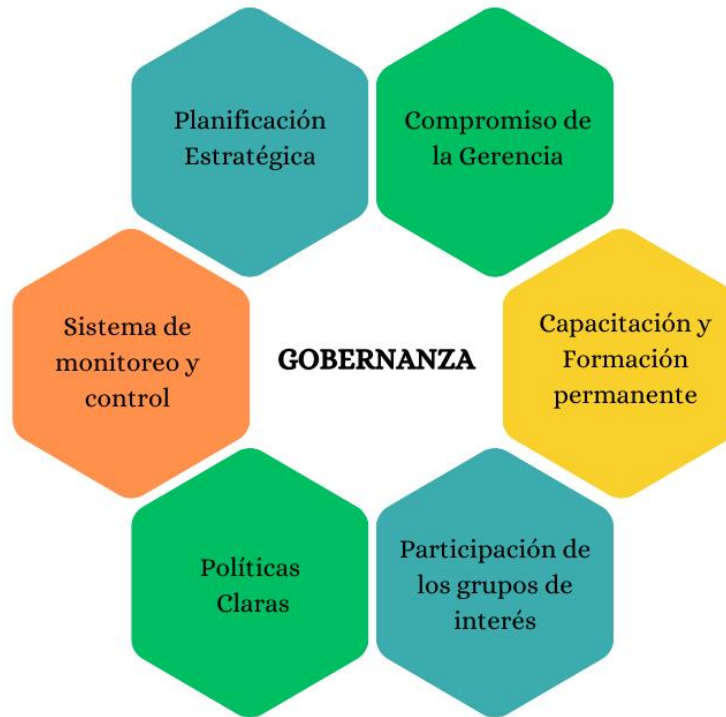 Planificación
Estratégica
Compromiso de
la Gerencia
Sistema de
monitoreo y
control
GOBERNANZA
Capacitación y
Formación
permanente
Políticas
Claras
Participación de
los grupos de
interés